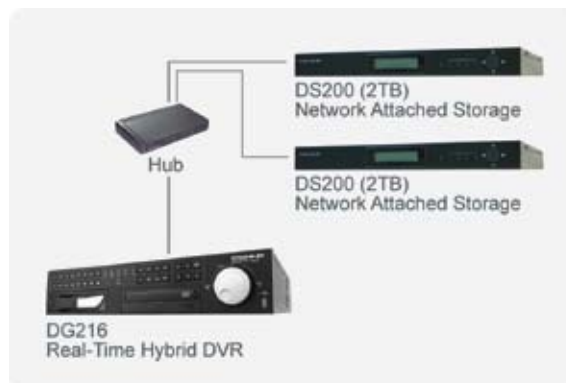 DS200 (2TB)
Network Attached Storage
Hub
DS200 (2TB)
Network Attached Storage
DG216
Real-Time Hybrid DVR